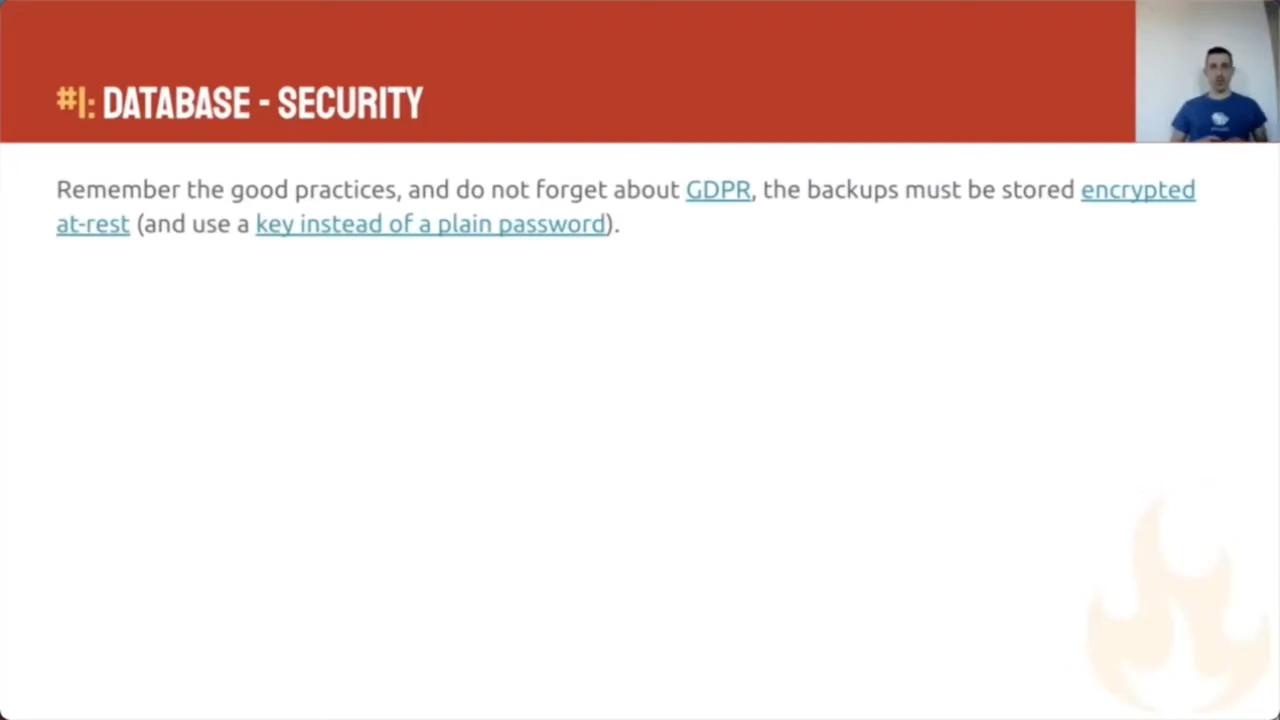 #1: DATABASE - SECURITY
Remember the good practices, and do not forget about GDPR, the backups must be stored encrypted
at-rest (and use a key instead of a plain password).